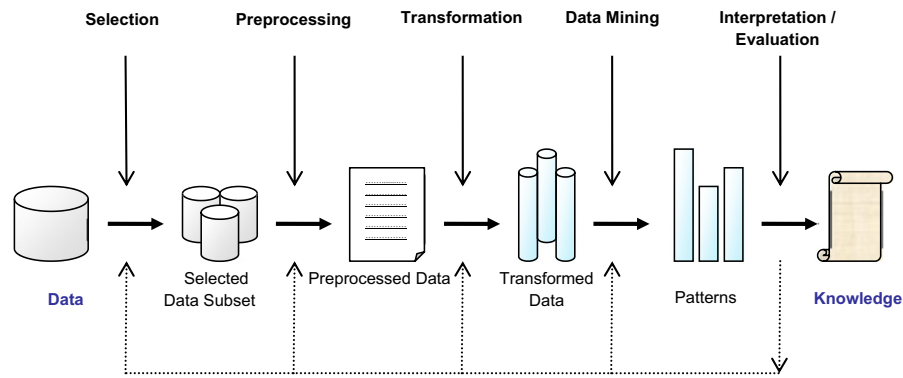 Selection
Preprocessing
Transformation
Data Mining
Interpretation /
Evaluation
Data
Selected
Data Subset
Preprocessed Data
Transformed
Data
Patterns
Knowledge